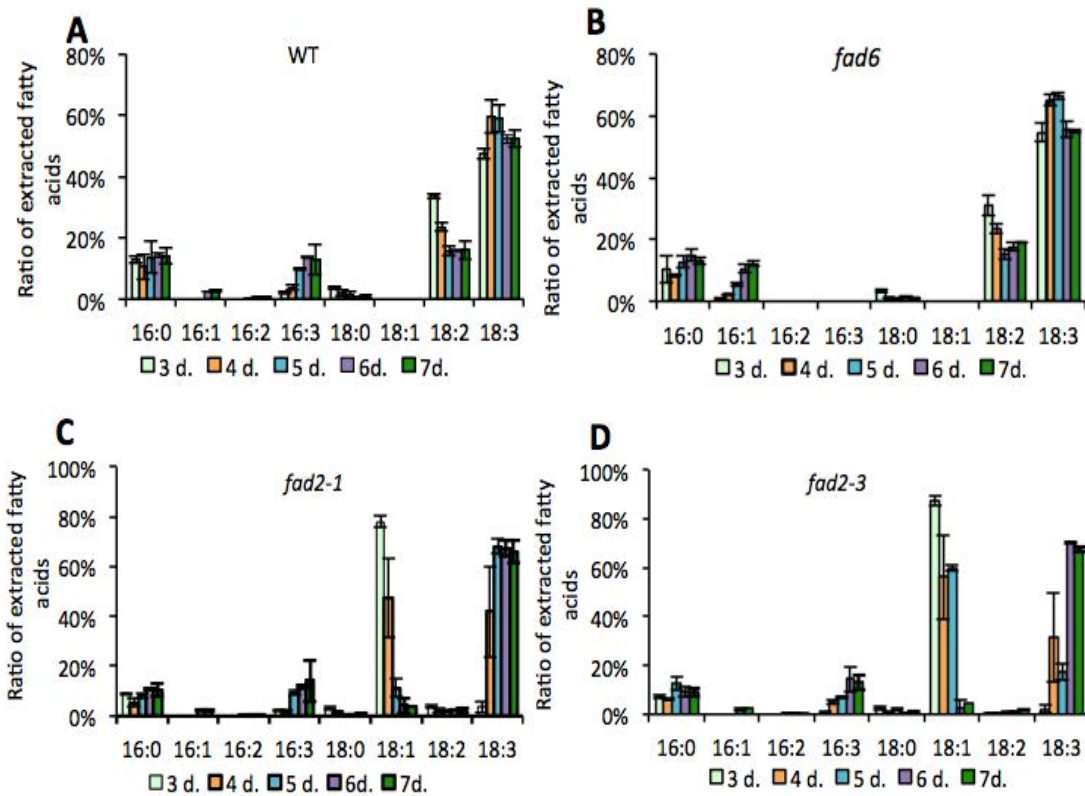 A
WT
Ratio of extracted fatty
acids
80%
60%
40%
20%
0%
16:0 16:1 16:2 16:3 18:0 18:1 18:2 18:3
3 d. 4 d. 5 d. 6d. 7d.
B
fad6
Ratio of extracted fatty
acids
80%
60%
40%
20%
0%
16:0 16:1 16:2 16:3 18:0 18:1 18:2 18:3
3 d. 4 d. 5 d. 6 d. 7 d.
C
fad2-1
Ratio of extracted fatty
acids
100%
80%
60%
40%
20%
0%
16:0 16:1 16:2 16:3 18:0 18:1 18:2 18:3
3 d. 4 d. 5 d. 6d. 7 d.
D
fad2-3
Ratio of extracted fatty
acids
100%
80%
60%
40%
20%
0%
16:0 16:1 16:2 16:3 18:0 18:1 18:2 18:3
3 d. 4 d. 5 d. 6 d. 7 d.